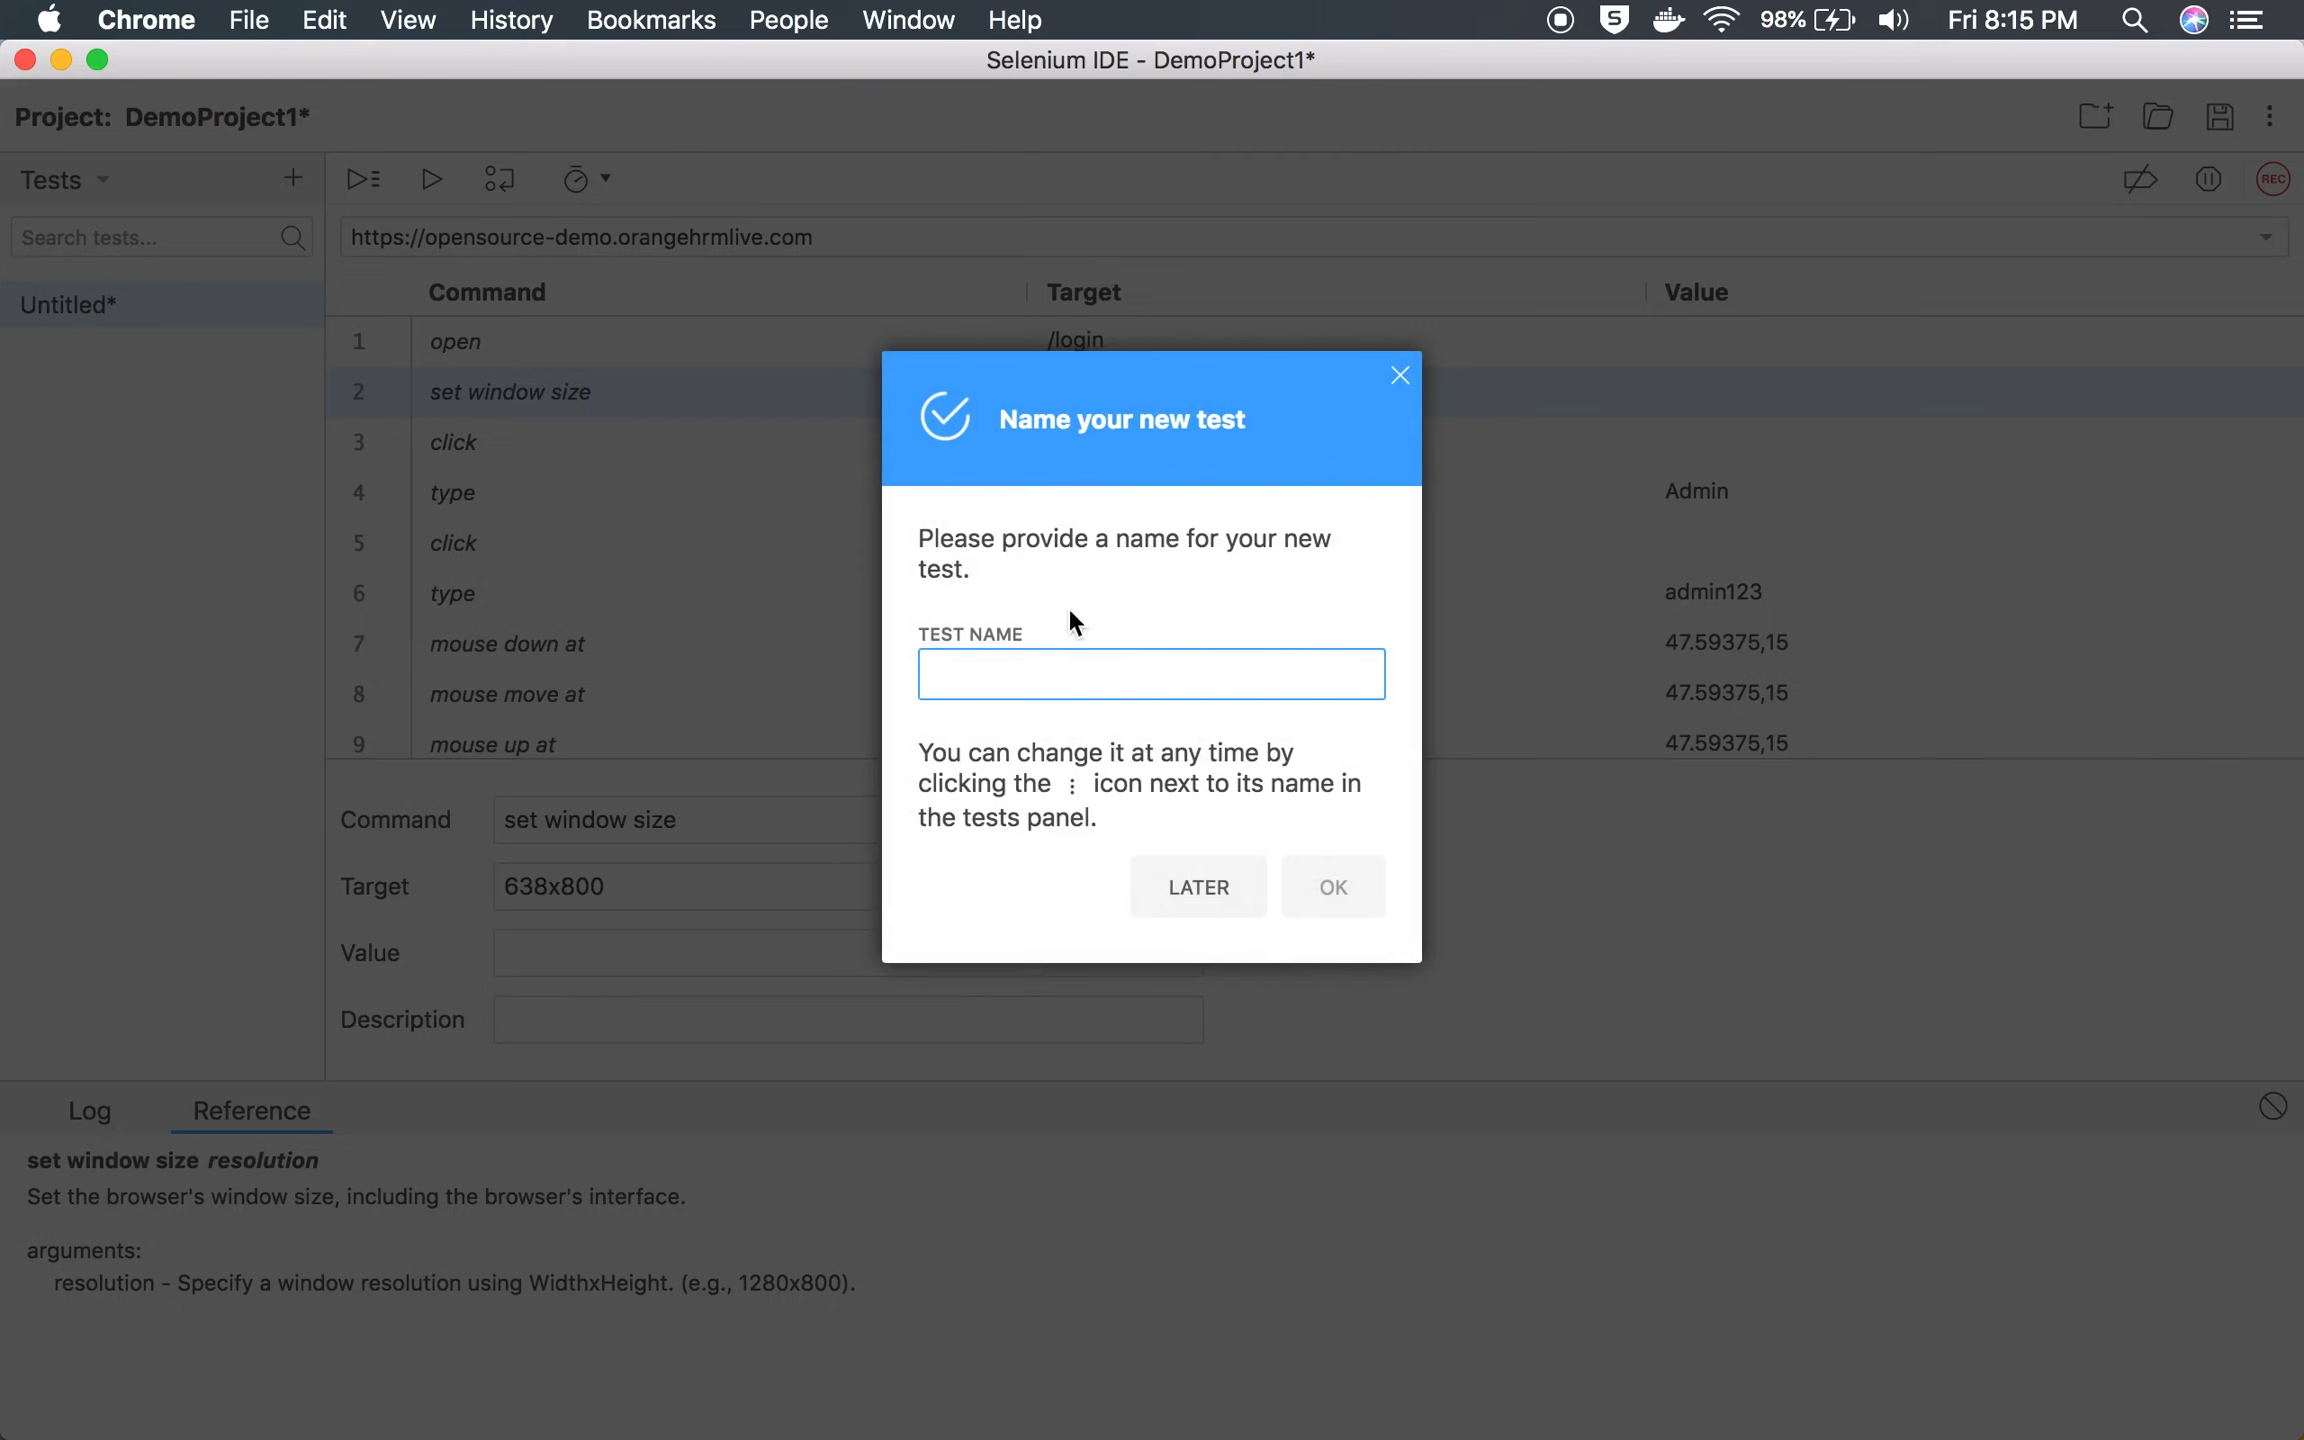 Chrome File Edit View History Bookmarks People Window Help 98% Fri 8:15 PM
Selenium IDE - DemoProject1*
Project: DemoProject1*
Tests
REC
Search tests...
https://opensource-demo.orangehrmlive.com
Command Target Value
Untitled*
1 open /login
2 set window size
3 click
4 type Admin
5 click
6 type admin123
7 mouse down at 47.59375,15
8 mouse move at 47.59375,15
9 mouse up at 47.59375,15
Name your new test
Please provide a name for your new
test.
TEST NAME
You can change it at any time by
clicking the ⋮ icon next to its name in
the tests panel.
LATER OK
Command set window size
Target 638x800
Value
Description
Log Reference
set window size resolution
Set the browser's window size, including the browser's interface.
arguments:
resolution - Specify a window resolution using WidthxHeight. (e.g., 1280x800).